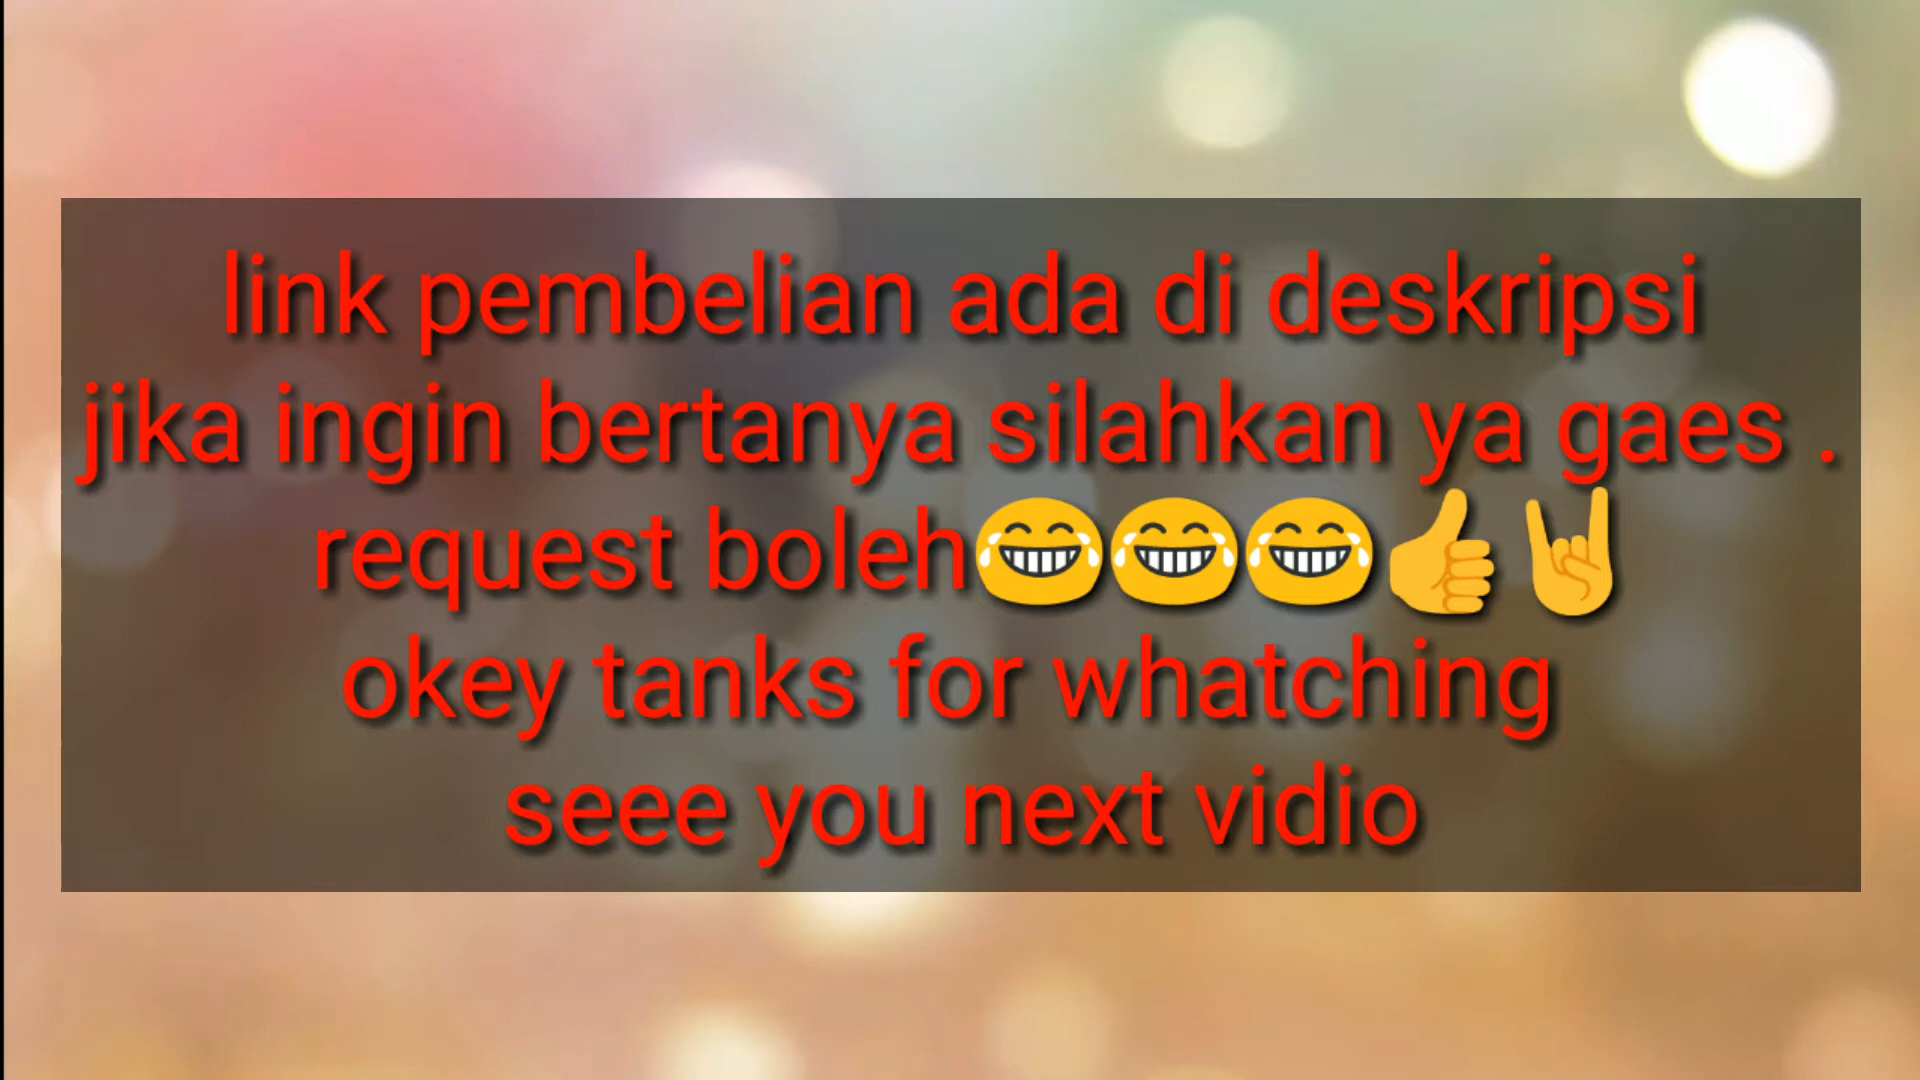 link pembelian ada di deskripsi
jika ingin bertanya silahkan ya gaes .
request boleh😂😂😂👍🤘
okey tanks for whatching
seee you next vidio